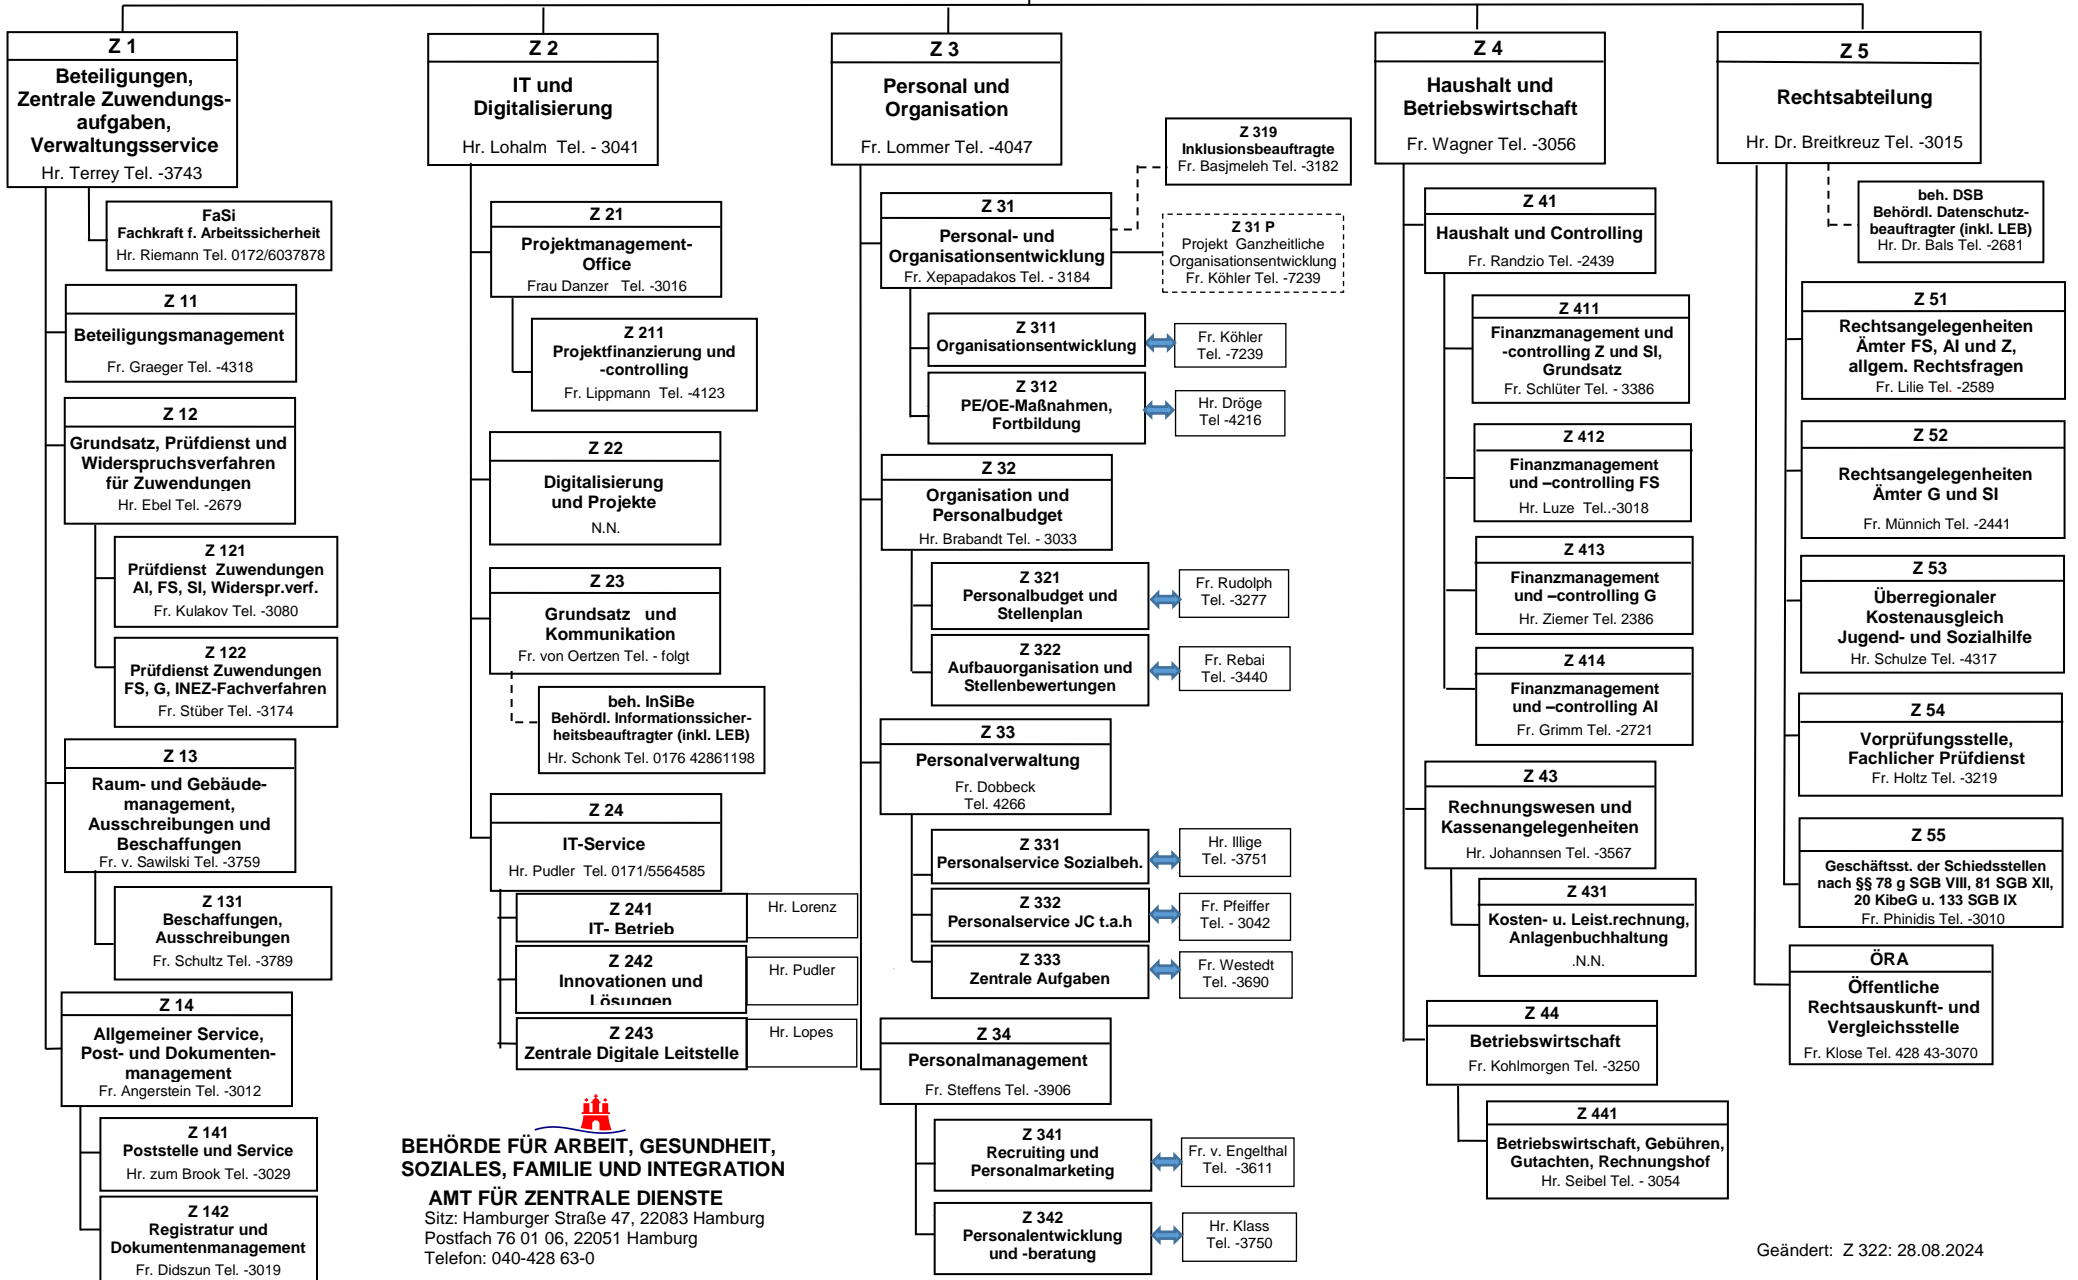 Z 1
Beteiligungen,
Zentrale Zuwendungs-
aufgaben,
Verwaltungsservice
Hr. Terrey Tel. -3743
FaSi
Fachkraft f. Arbeitssicherheit
Hr. Riemann Tel. 0172/6037878
Z 11
Beteiligungsmanagement
Fr. Graeger Tel. -4318
Z 12
Grundsatz, Prüfdienst und
Widerspruchsverfahren
für Zuwendungen
Hr. Ebel Tel. -2679
Z 121
Prüfdienst Zuwendungen
AI, FS, SI, Widerspr.verf.
Fr. Kulakov Tel. -3080
Z 122
Prüfdienst Zuwendungen
FS, G, INEZ-Fachverfahren
Fr. Stüber Tel. -3174
Z 13
Raum- und Gebäude-
management,
Ausschreibungen und
Beschaffungen
Fr. v. Sawilski Tel. -3759
Z 131
Beschaffungen,
Ausschreibungen
Fr. Schultz Tel. -3789
Z 14
Allgemeiner Service,
Post- und Dokumenten-
management
Fr. Angerstein Tel. -3012
Z 141
Poststelle und Service
Hr. zum Brook Tel. -3029
Z 142
Registratur und
Dokumentenmanagement
Fr. Didszun Tel. -3019
Z 2
IT und
Digitalisierung
Hr. Lohalm Tel. - 3041
Z 21
Projektmanagement-
Office
Frau Danzer Tel. -3016
Z 211
Projektfinanzierung und
-controlling
Fr. Lippmann Tel. -4123
Z 22
Digitalisierung
und Projekte
N.N.
Z 23
Grundsatz und
Kommunikation
Fr. von Oertzen Tel. - folgt
beh. InSiBe
Behördl. Informationssicher-
heitsbeauftragter (inkl. LEB)
Hr. Schonk Tel. 0176 42861198
Z 24
IT-Service
Hr. Pudler Tel. 0171/5564585
Z 241
IT- Betrieb
Hr. Lorenz
Z 242
Innovationen und
Lösungen
Hr. Pudler
Z 243
Zentrale Digitale Leitstelle
Hr. Lopes
BEHÖRDE FÜR ARBEIT, GESUNDHEIT,
SOZIALES, FAMILIE UND INTEGRATION
AMT FÜR ZENTRALE DIENSTE
Sitz: Hamburger Straße 47, 22083 Hamburg
Postfach 76 01 06, 22051 Hamburg
Telefon: 040-428 63-0
Z 3
Personal und
Organisation
Fr. Lommer Tel. -4047
Z 319
Inklusionsbeauftragte
Fr. Basjmeleh Tel. -3182
Z 31
Personal- und
Organisationsentwicklung
Fr. Xepapadakos Tel. - 3184
Z 31 P
Projekt Ganzheitliche
Organisationsentwicklung
Fr. Köhler Tel. -7239
Z 311
Organisationsentwicklung
Fr. Köhler
Tel. -7239
Z 312
PE/OE-Maßnahmen,
Fortbildung
Hr. Dröge
Tel -4216
Z 32
Organisation und
Personalbudget
Hr. Brabandt Tel. - 3033
Z 321
Personalbudget und
Stellenplan
Fr. Rudolph
Tel. -3277
Z 322
Aufbauorganisation und
Stellenbewertungen
Fr. Rebai
Tel. -3440
Z 33
Personalverwaltung
Fr. Dobbeck
Tel. 4266
Z 331
Personalservice Sozialbeh.
Hr. Illige
Tel. -3751
Z 332
Personalservice JC t.a.h
Fr. Pfeiffer
Tel. - 3042
Z 333
Zentrale Aufgaben
Fr. Westedt
Tel. -3690
Z 34
Personalmanagement
Fr. Steffens Tel. -3906
Z 341
Recruiting und
Personalmarketing
Fr. v. Engelthal
Tel. -3611
Z 342
Personalentwicklung
und -beratung
Hr. Klass
Tel. -3750
Z 4
Haushalt und
Betriebswirtschaft
Fr. Wagner Tel. -3056
Z 41
Haushalt und Controlling
Fr. Randzio Tel. -2439
Z 411
Finanzmanagement und
-controlling Z und SI,
Grundsatz
Fr. Schlüter Tel. - 3386
Z 412
Finanzmanagement
und –controlling FS
Hr. Luze Tel..-3018
Z 413
Finanzmanagement
und –controlling G
Hr. Ziemer Tel. 2386
Z 414
Finanzmanagement
und –controlling AI
Fr. Grimm Tel. -2721
Z 43
Rechnungswesen und
Kassenangelegenheiten
Hr. Johannsen Tel. -3567
Z 431
Kosten- u. Leist.rechnung,
Anlagenbuchhaltung
.N.N.
Z 44
Betriebswirtschaft
Fr. Kohlmorgen Tel. -3250
Z 441
Betriebswirtschaft, Gebühren,
Gutachten, Rechnungshof
Hr. Seibel Tel. - 3054
Z 5
Rechtsabteilung
Hr. Dr. Breitkreuz Tel. -3015
beh. DSB
Behördl. Datenschutz-
beauftragter (inkl. LEB)
Hr. Dr. Bals Tel. -2681
Z 51
Rechtsangelegenheiten
Ämter FS, AI und Z,
allgem. Rechtsfragen
Fr. Lilie Tel. -2589
Z 52
Rechtsangelegenheiten
Ämter G und SI
Fr. Münnich Tel. -2441
Z 53
Überregionaler
Kostenausgleich
Jugend- und Sozialhilfe
Hr. Schulze Tel. -4317
Z 54
Vorprüfungsstelle,
Fachlicher Prüfdienst
Fr. Holtz Tel. -3219
Z 55
Geschäftsst. der Schiedsstellen
nach §§ 78 g SGB VIII, 81 SGB XII,
20 KibeG u. 133 SGB IX
Fr. Phinidis Tel. -3010
ÖRA
Öffentliche
Rechtsauskunft- und
Vergleichsstelle
Fr. Klose Tel. 428 43-3070
Geändert: Z 322: 28.08.2024